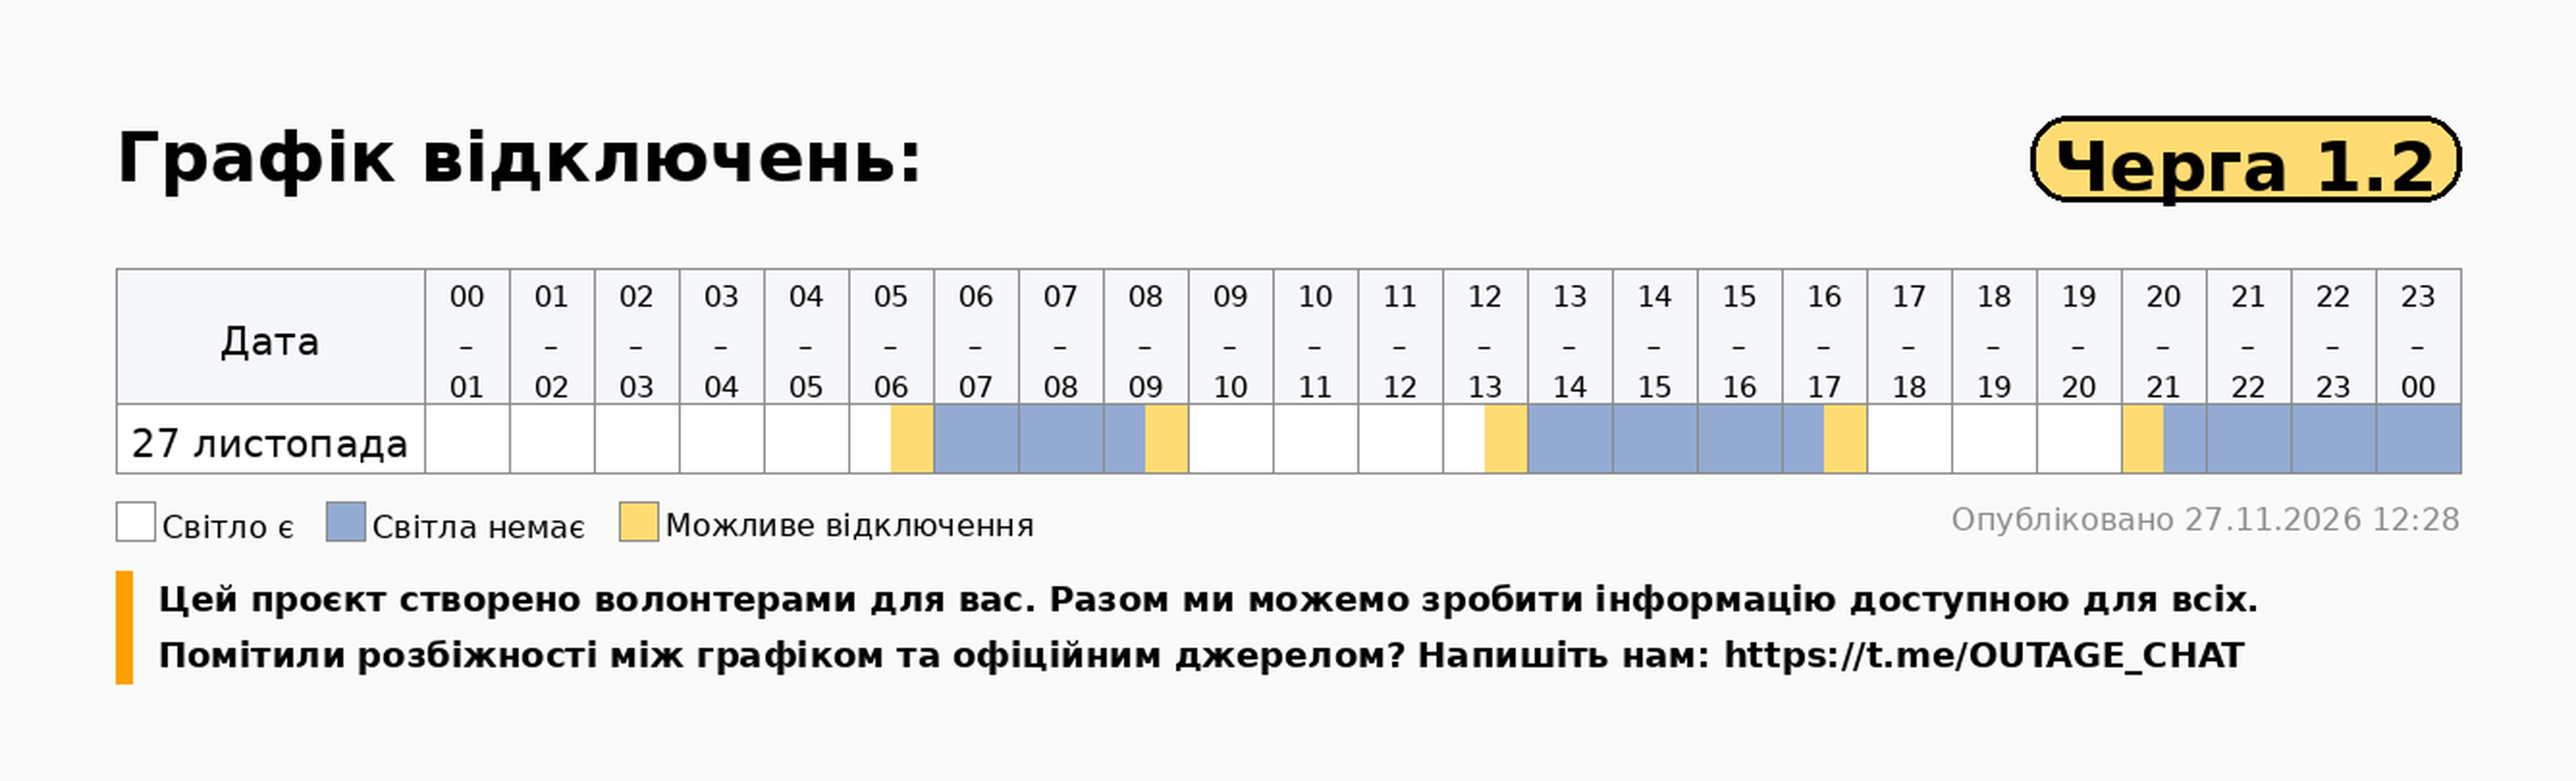 Графік відключень:
Черга 1.2
Дата 00 – 01 01 – 02 02 – 03 03 – 04 04 – 05 05 – 06 06 – 07 07 – 08 08 – 09 09 – 10 10 – 11 11 – 12 12 – 13 13 – 14 14 – 15 15 – 16 16 – 17 17 – 18 18 – 19 19 – 20 20 – 21 21 – 22 22 – 23 23 – 00
27 листопада
Світло є Світла немає Можливе відключення
Опубліковано 27.11.2026 12:28
Цей проєкт створено волонтерами для вас. Разом ми можемо зробити інформацію доступною для всіх.
Помітили розбіжності між графіком та офіційним джерелом? Напишіть нам: https://t.me/OUTAGE_CHAT